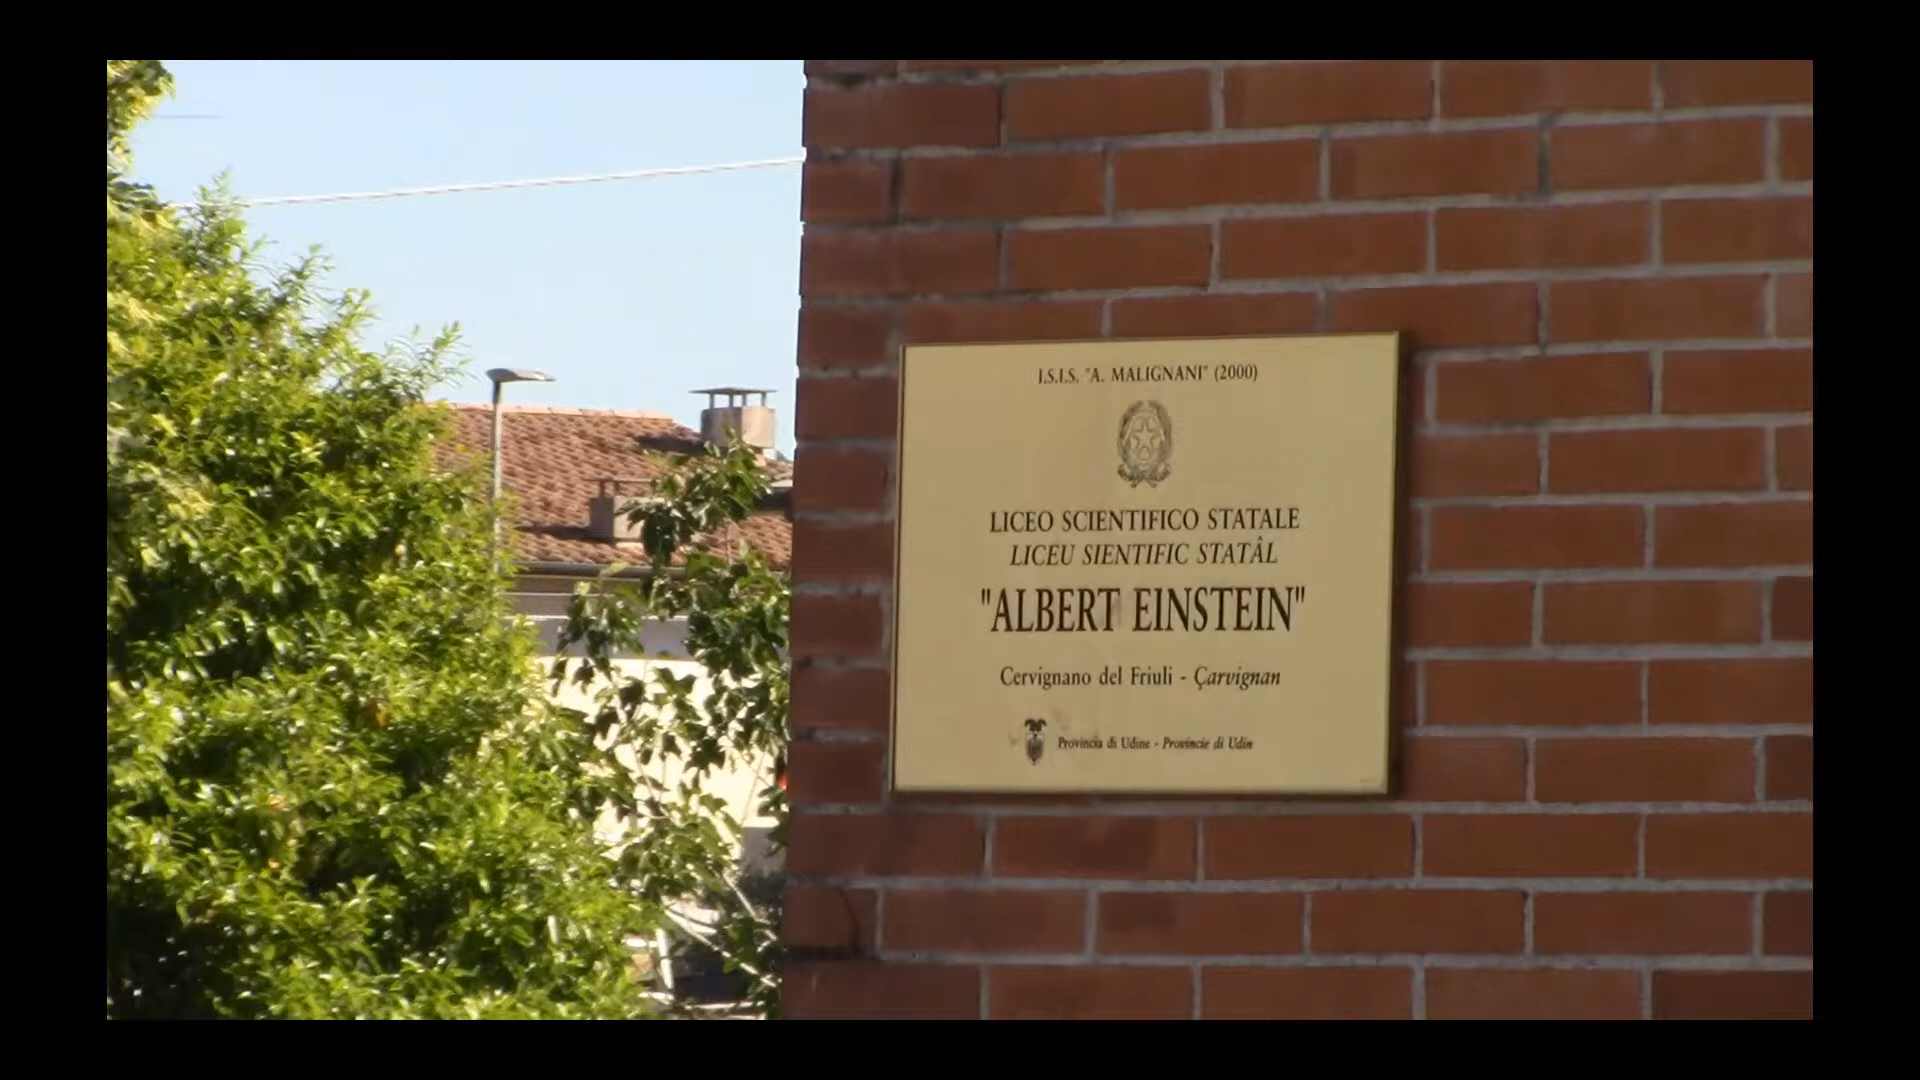 I.S.I.S. "A. MALIGNANI" (2000)
LICEO SCIENTIFICO STATALE
LICEU SIENTIFIC STATÂL
"ALBERT EINSTEIN"
Cervignano del Friuli - Çarvignan
Provincia di Udine - Provincie di Udin